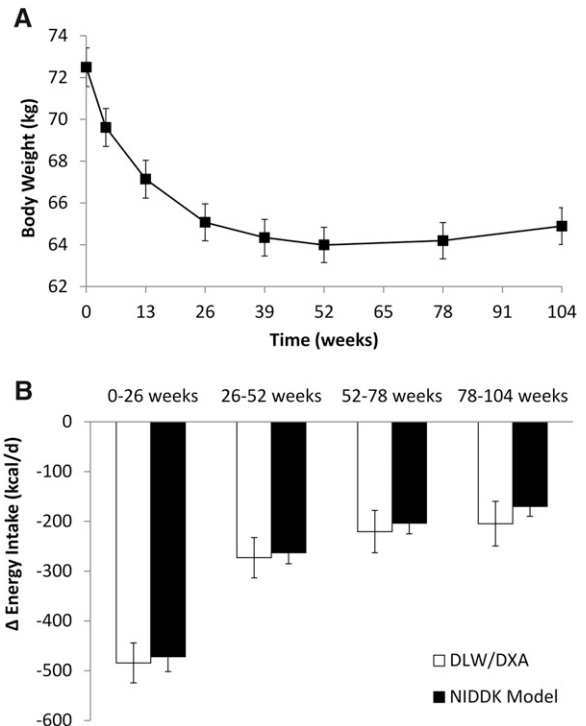 A
74
72
70
68
66
64
62
Body Weight (kg)
0 13 26 39 52 65 78 91 104
Time (weeks)
B
0-26 weeks 26-52 weeks 52-78 weeks 78-104 weeks
0
-100
-200
-300
-400
-500
-600
Δ Energy Intake (kcal/d)
DLW/DXA
NIDDK Model